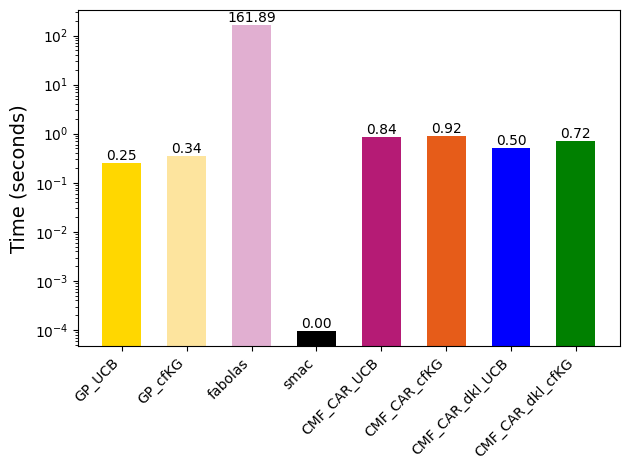 Time (seconds)
10²
10¹
10⁰
10⁻¹
10⁻²
10⁻³
10⁻⁴
0.25
0.34
161.89
0.00
0.84
0.92
0.50
0.72
GP_UCB
GP_cfKG
fabolas
smac
CMF_CAR_UCB
CMF_CAR_cfKG
CMF_CAR_dkl_UCB
CMF_CAR_dkl_cfKG